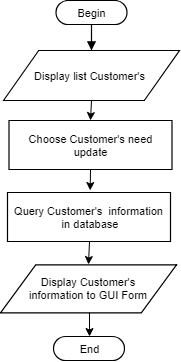 Begin
Display list Customer's
Choose Customer's need
update
Query Customer's information
in database
Display Customer's
information to GUI Form
End